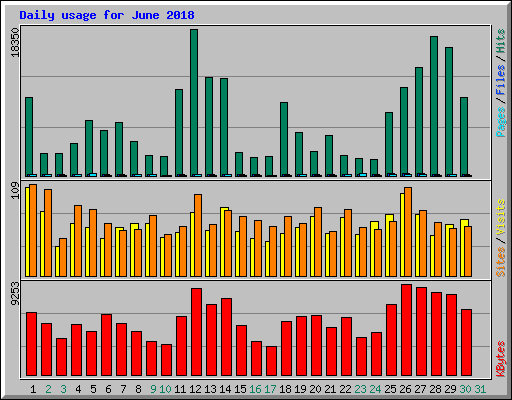 Daily usage for June 2018
18350
Pages / Files / Hits
109
Sites / Visits
9253
KBytes
1 2 3 4 5 6 7 8 9 10 11 12 13 14 15 16 17 18 19 20 21 22 23 24 25 26 27 28 29 30 31